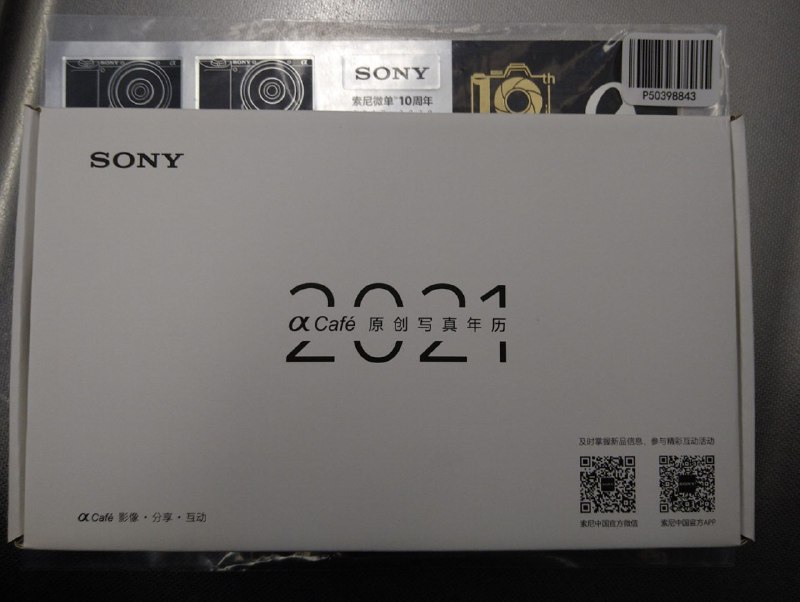 SONY
SONY
SONY
索尼微单™10周年
10th
P50398843
SONY
2021
α Café 原创写真年历
及时掌握新品信息、参与精彩互动活动
索尼中国官方微信
索尼中国官方APP
α Café 影像·分享·互动